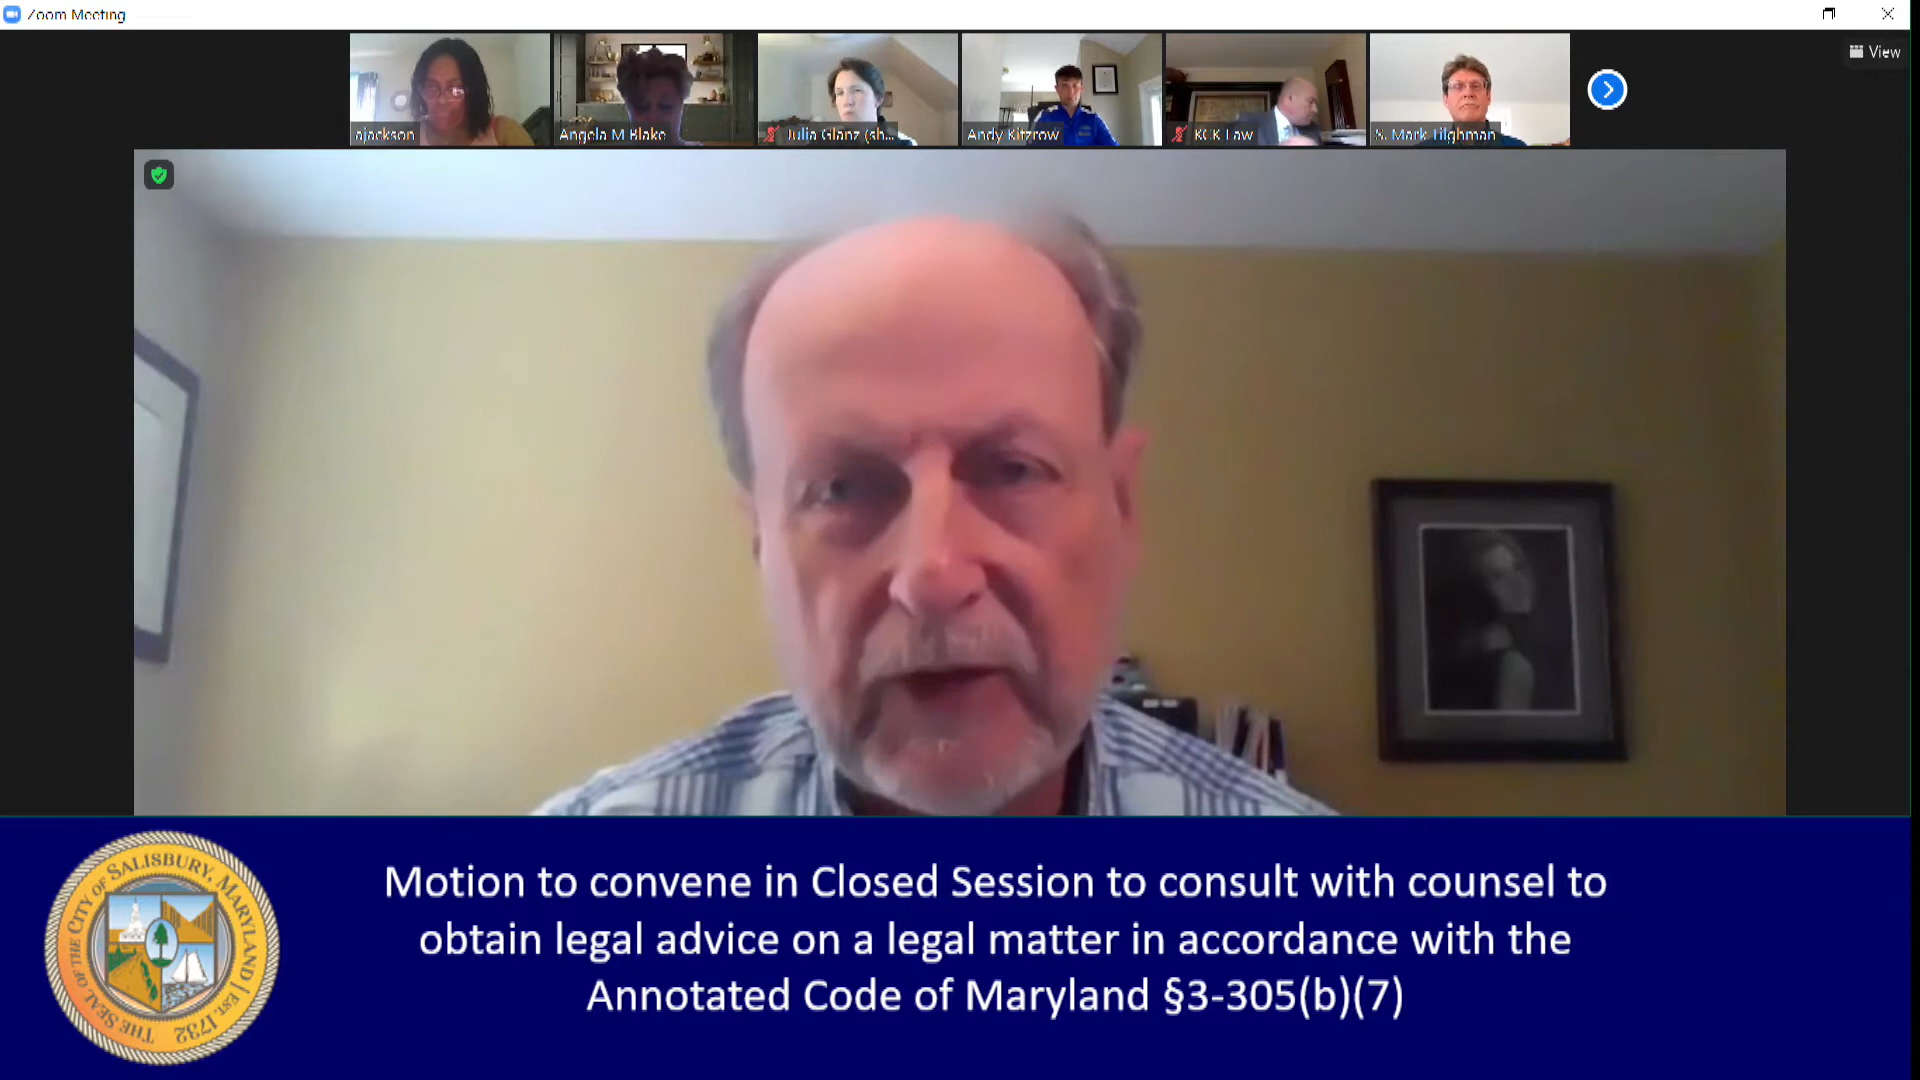 Zoom Meeting
View
ajackson
Angela M Blake
Julia Glanz (sh...
Andy Kitzrow
KCK Law
S. Mark Tilghman
Motion to convene in Closed Session to consult with counsel to
obtain legal advice on a legal matter in accordance with the
Annotated Code of Maryland §3-305(b)(7)
THE SEAL OF THE CITY OF SALISBURY, MARYLAND | EST. 1732